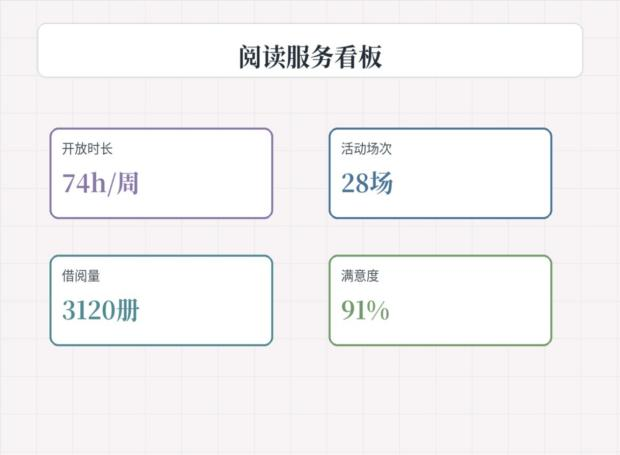 阅读服务看板
开放时长
74h/周
活动场次
28场
借阅量
3120册
满意度
91%